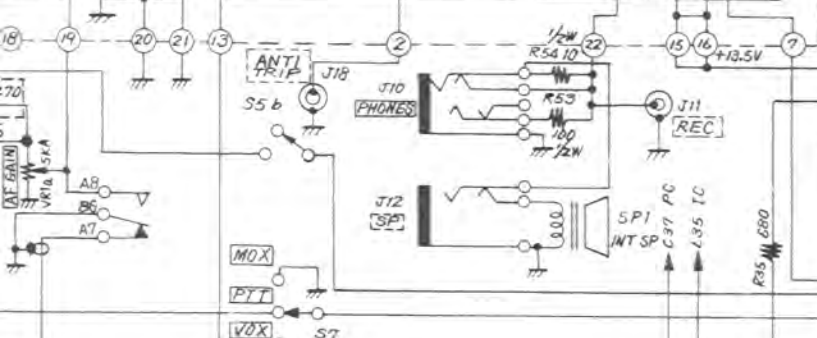 18
19
20
21
13
2
1/2W
22
15
16
7
+13.5V
ANTI
TRIP
J18
R54 10
270
S5b
J10
PHONES
R53
100
1/2W
J11
REC
AF GAIN
VR1a 5KA
A8
B6
A7
J12
SP
SP1
INT SP
C37 PC
L35 IC
R35 680
MOX
PTT
VOX
S7